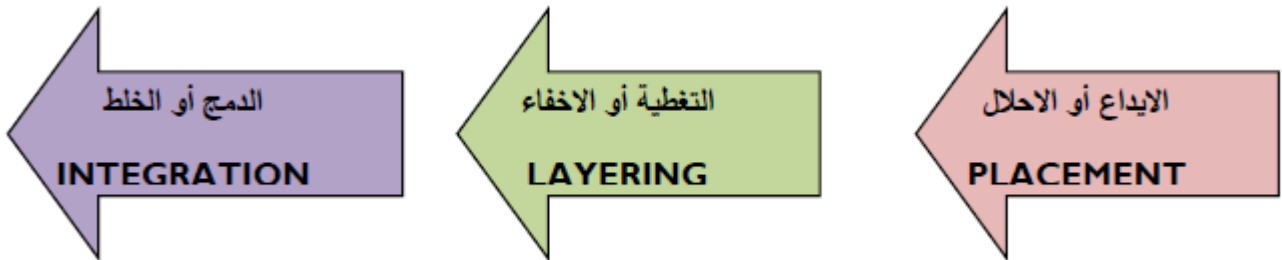 الايداع أو الاحلال
PLACEMENT
التغطية أو الاخفاء
LAYERING
الدمج أو الخلط
INTEGRATION